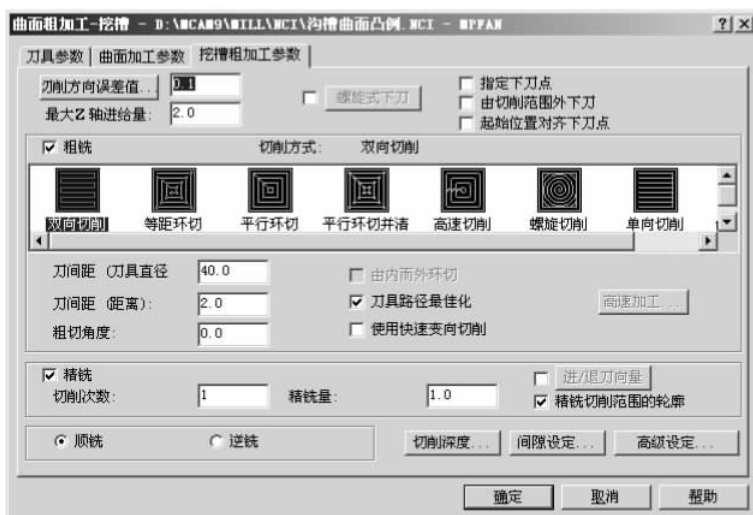 曲面粗加工-挖槽 - D:\MCAM9\MILL\NCI\沟槽曲面凸例.NCI - MPFAN
刀具参数 曲面加工参数 挖槽粗加工参数
切削方向误差值... 0.1 螺旋式下刀 指定下刀点
由切削范围外下刀
最大Z 轴进给量: 2.0 起始位置对齐下刀点
粗铣 切削方式: 双向切削
双向切削 等距环切 平行环切 平行环切并清 高速切削 螺旋切削 单向切削
刀间距 (刀具直径 40.0 由内而外环切
刀间距 (距离): 2.0 刀具路径最佳化 高速加工...
粗切角度: 0.0 使用快速变向切削
精铣 进/退刀向量
切削次数: 1 精铣量: 1.0 精铣切削范围的轮廓
顺铣 逆铣 切削深度... 间隙设定... 高级设定...
确定 取消 帮助